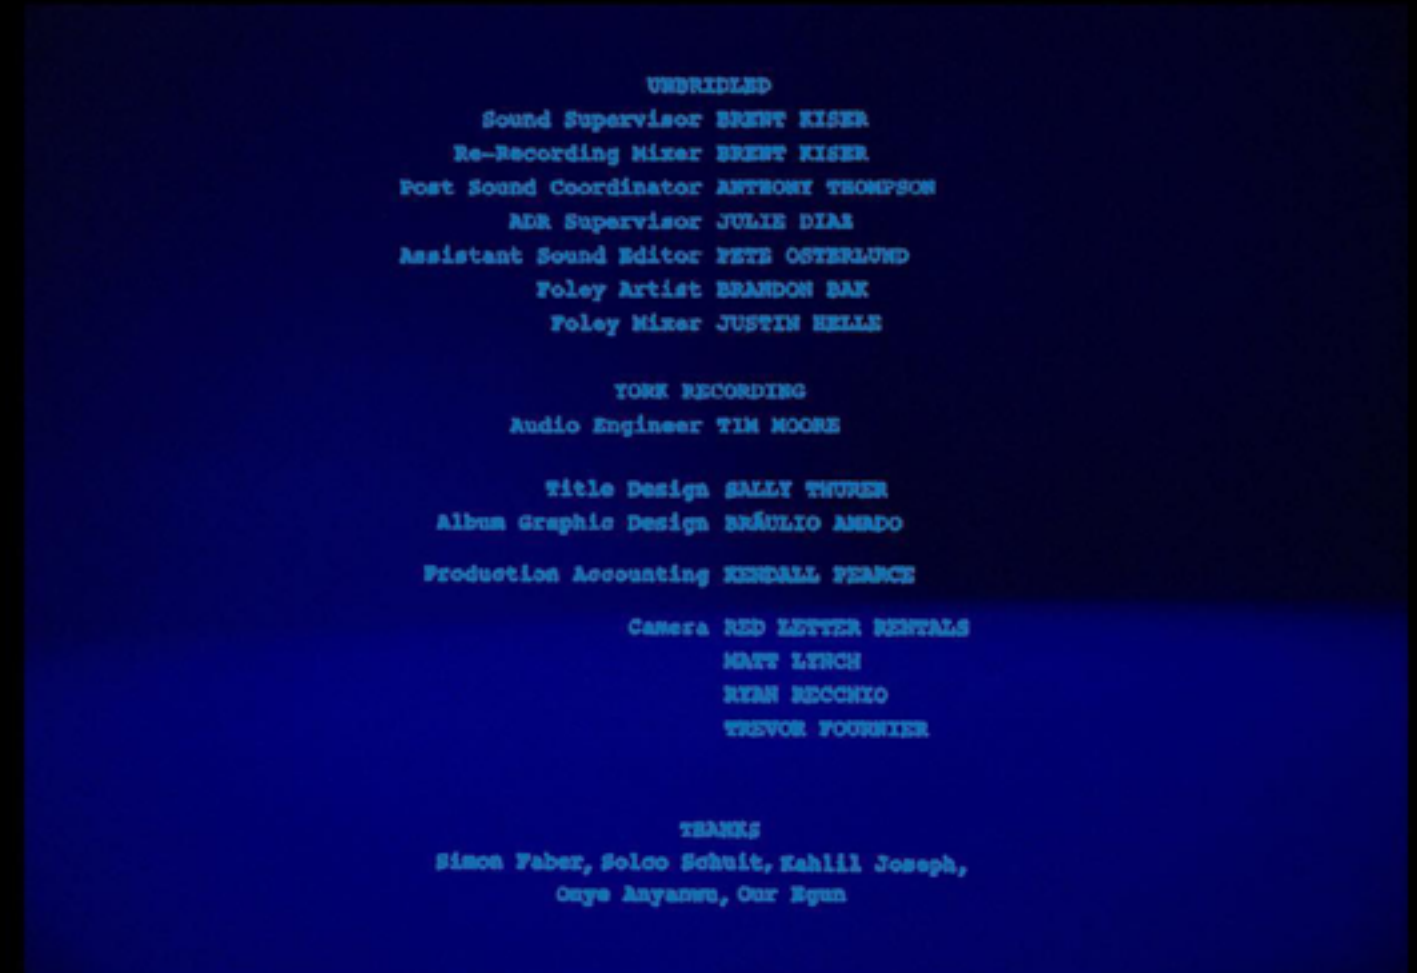 UNBRIDLED
Sound Supervisor BRENT KISER
Re-Recording Mixer BRENT KISER
Post Sound Coordinator ANTHONY THOMPSON
ADR Supervisor JULIE DIAZ
Assistant Sound Editor PETE OSTERLUND
Foley Artist BRANDON BAK
Foley Mixer JUSTIN HELLE
YORK RECORDING
Audio Engineer TIM MOORE
Title Design SALLY THURER
Album Graphic Design BRÁULIO AMADO
Production Accounting KENDALL PEARCE
Camera RED LETTER RENTALS
MATT LYNCH
RYAN RECCHIO
TREVOR FOURNIER
THANKS
Simon Faber, Solco Schuit, Kahlil Joseph,
Onye Anyanwu, Our Egun